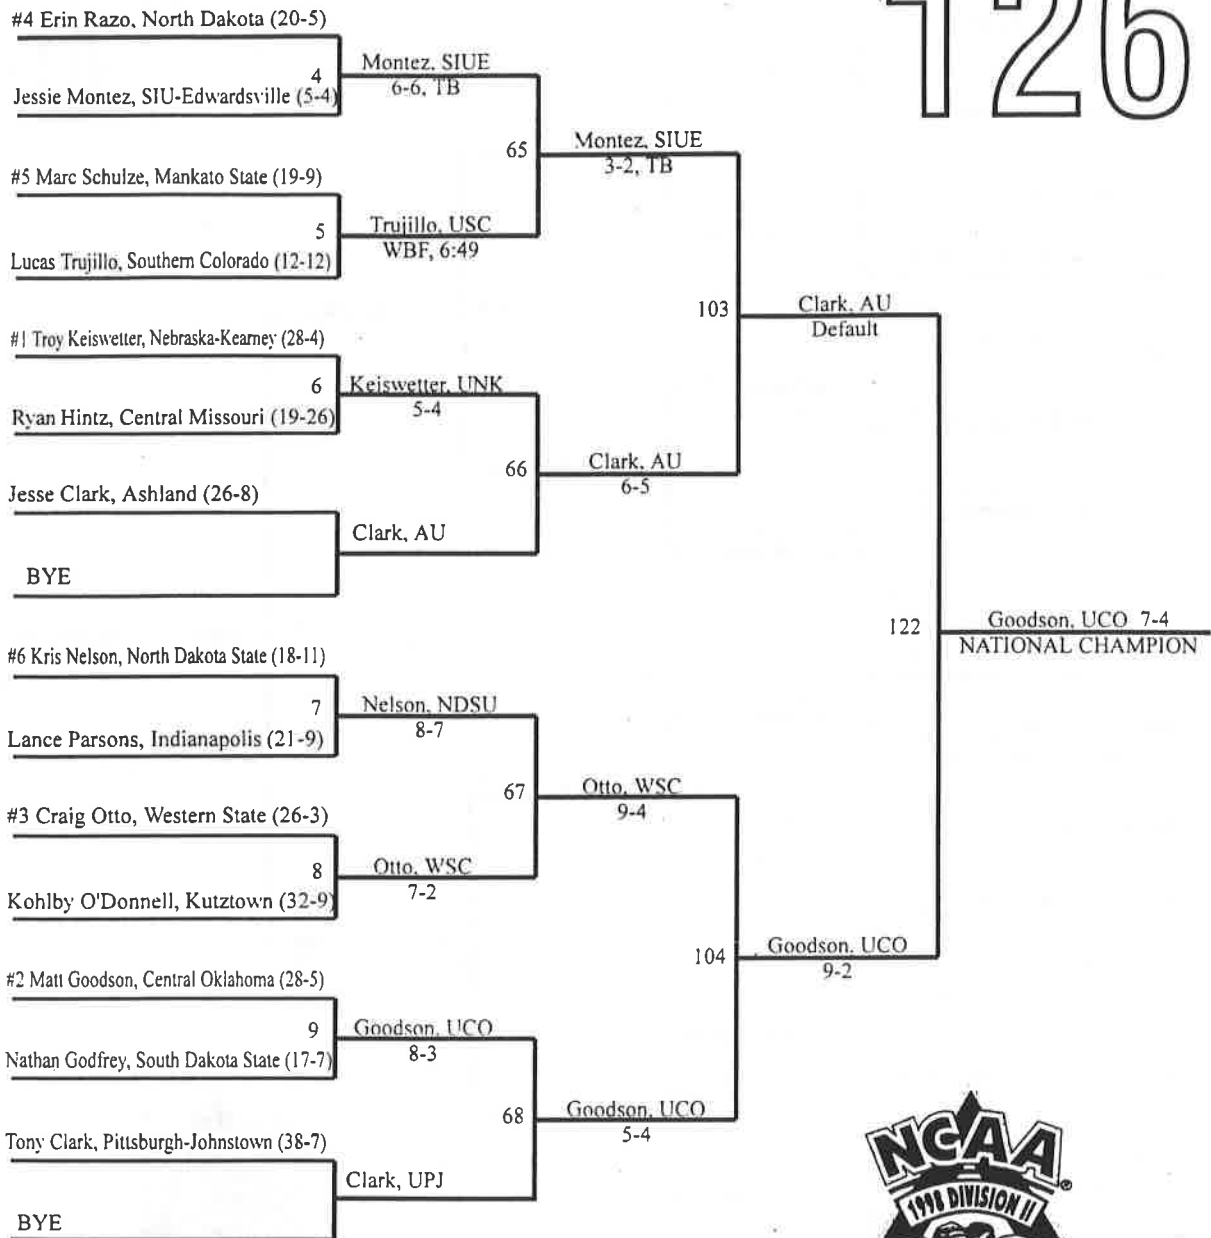 126
#4 Erin Razo, North Dakota (20-5)
4
Montez, SIUE
6-6, TB
Jessie Montez, SIU-Edwardsville (5-4)
65
Montez, SIUE
3-2, TB
#5 Marc Schulze, Mankato State (19-9)
5
Trujillo, USC
WBF, 6:49
Lucas Trujillo, Southern Colorado (12-12)
103
Clark, AU
Default
#1 Troy Keiswetter, Nebraska-Kearney (28-4)
6
Keiswetter, UNK
5-4
Ryan Hintz, Central Missouri (19-26)
66
Clark, AU
6-5
Jesse Clark, Ashland (26-8)
Clark, AU
BYE
122
Goodson, UCO 7-4
NATIONAL CHAMPION
#6 Kris Nelson, North Dakota State (18-11)
7
Nelson, NDSU
8-7
Lance Parsons, Indianapolis (21-9)
67
Otto, WSC
9-4
#3 Craig Otto, Western State (26-3)
8
Otto, WSC
7-2
Kohlby O'Donnell, Kutztown (32-9)
104
Goodson, UCO
9-2
#2 Matt Goodson, Central Oklahoma (28-5)
9
Goodson, UCO
8-3
Nathan Godfrey, South Dakota State (17-7)
68
Goodson, UCO
5-4
Tony Clark, Pittsburgh-Johnstown (38-7)
Clark, UPJ
BYE
NCAA
®
1998 DIVISION II